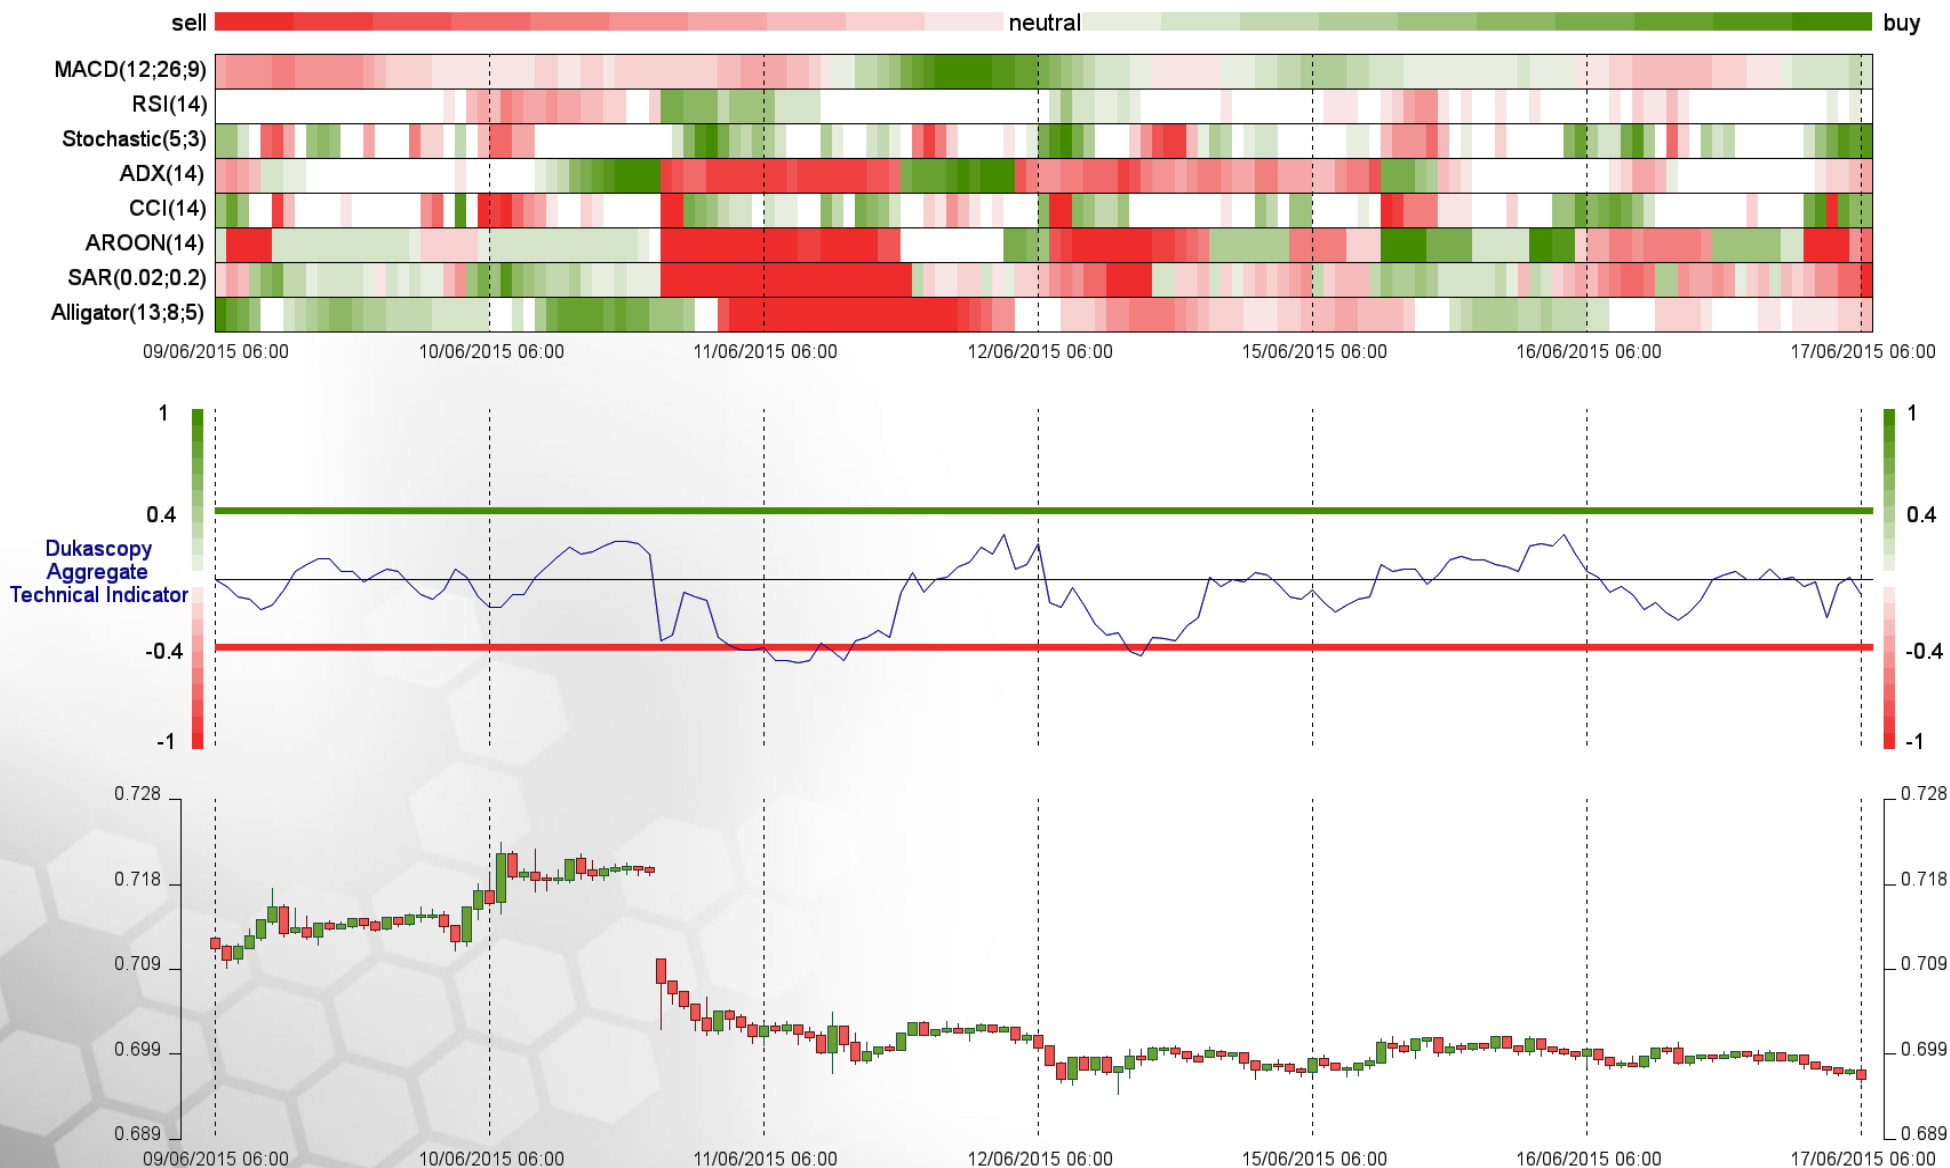 sell neutral buy
MACD(12;26;9)
RSI(14)
Stochastic(5;3)
ADX(14)
CCI(14)
AROON(14)
SAR(0.02;0.2)
Alligator(13;8;5)
09/06/2015 06:00 10/06/2015 06:00 11/06/2015 06:00 12/06/2015 06:00 15/06/2015 06:00 16/06/2015 06:00 17/06/2015 06:00
1 1
0.4 0.4
Dukascopy
Aggregate
Technical Indicator
-0.4 -0.4
-1 -1
0.728 0.728
0.718 0.718
0.709 0.709
0.699 0.699
0.689 0.689
09/06/2015 06:00 10/06/2015 06:00 11/06/2015 06:00 12/06/2015 06:00 15/06/2015 06:00 16/06/2015 06:00 17/06/2015 06:00